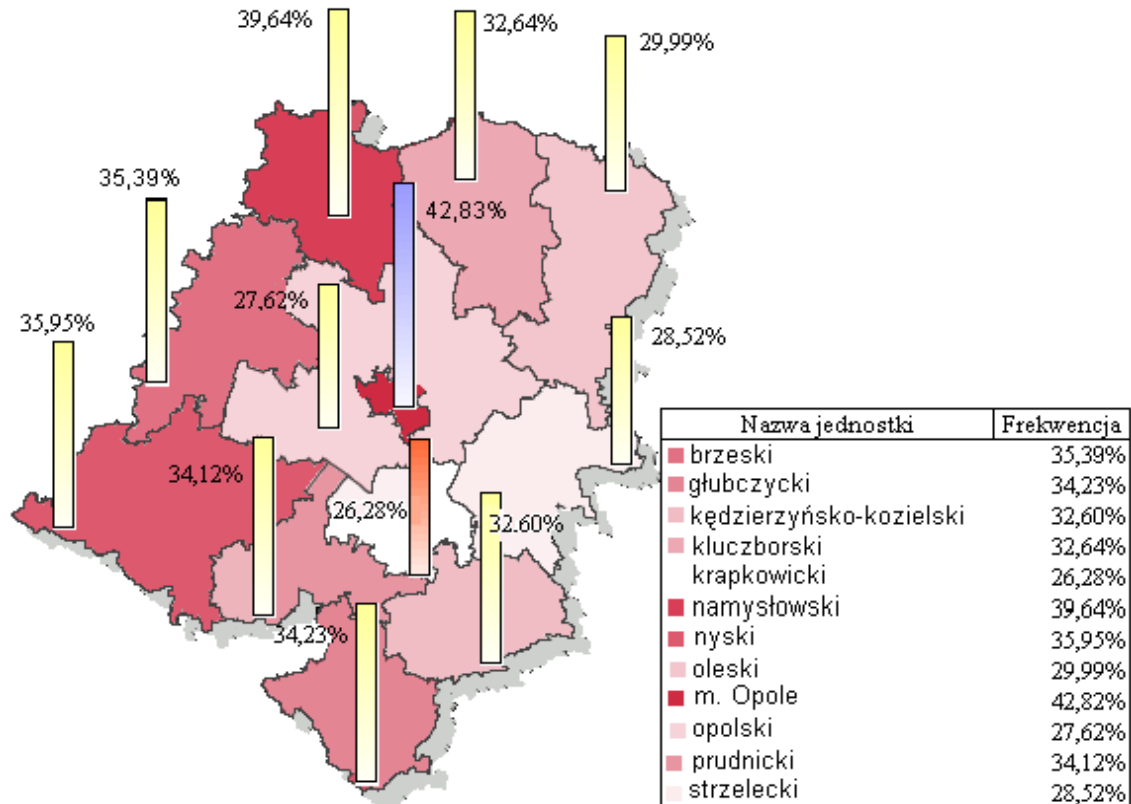 39,64%
32,64%
29,99%
35,39%
42,83%
27,62%
35,95%
28,52%
34,12%
26,28%
32.60%
34,23%
Nazwa jednostki Frekwencja
brzeski 35,39%
głubczycki 34,23%
kędzierzyńsko-kozielski 32,60%
kluczborski 32,64%
krapkowicki 26,28%
namysłowski 39,64%
nyski 35,95%
oleski 29,99%
m. Opole 42,82%
opolski 27,62%
prudnicki 34,12%
strzelecki 28,52%